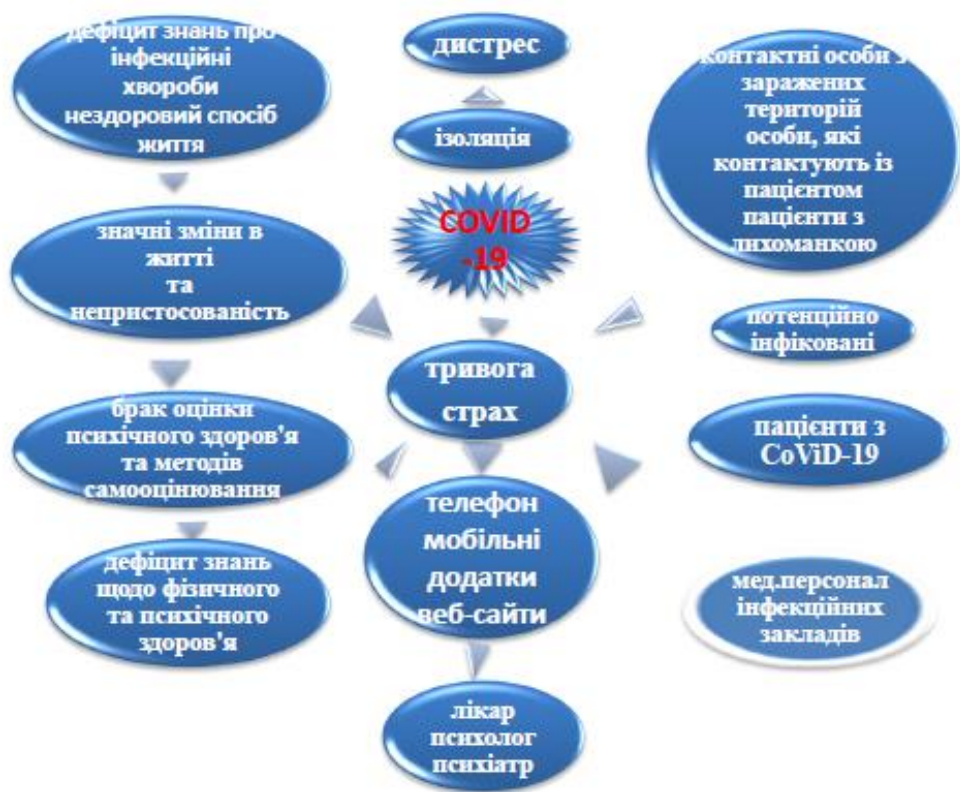 дефіцит знань про
інфекційні
хвороби
нездоровий спосіб
життя
значні зміни в
житті
та
непристосованість
брак оцінки
психічного здоров'я
та методів
самооцінювання
дефіцит знань
щодо фізичного
та психічного
здоров'я
дистрес
ізоляція
COVID
-19
тривога
страх
телефон
мобільні
додатки
веб-сайти
лікар
психолог
психіатр
контактні особи з
заражених
територій
особи, які
контактують із
пацієнтом
пацієнти з
лихоманкою
потенційно
інфіковані
пацієнти з
CoViD-19
мед.персонал
інфекційних
закладів